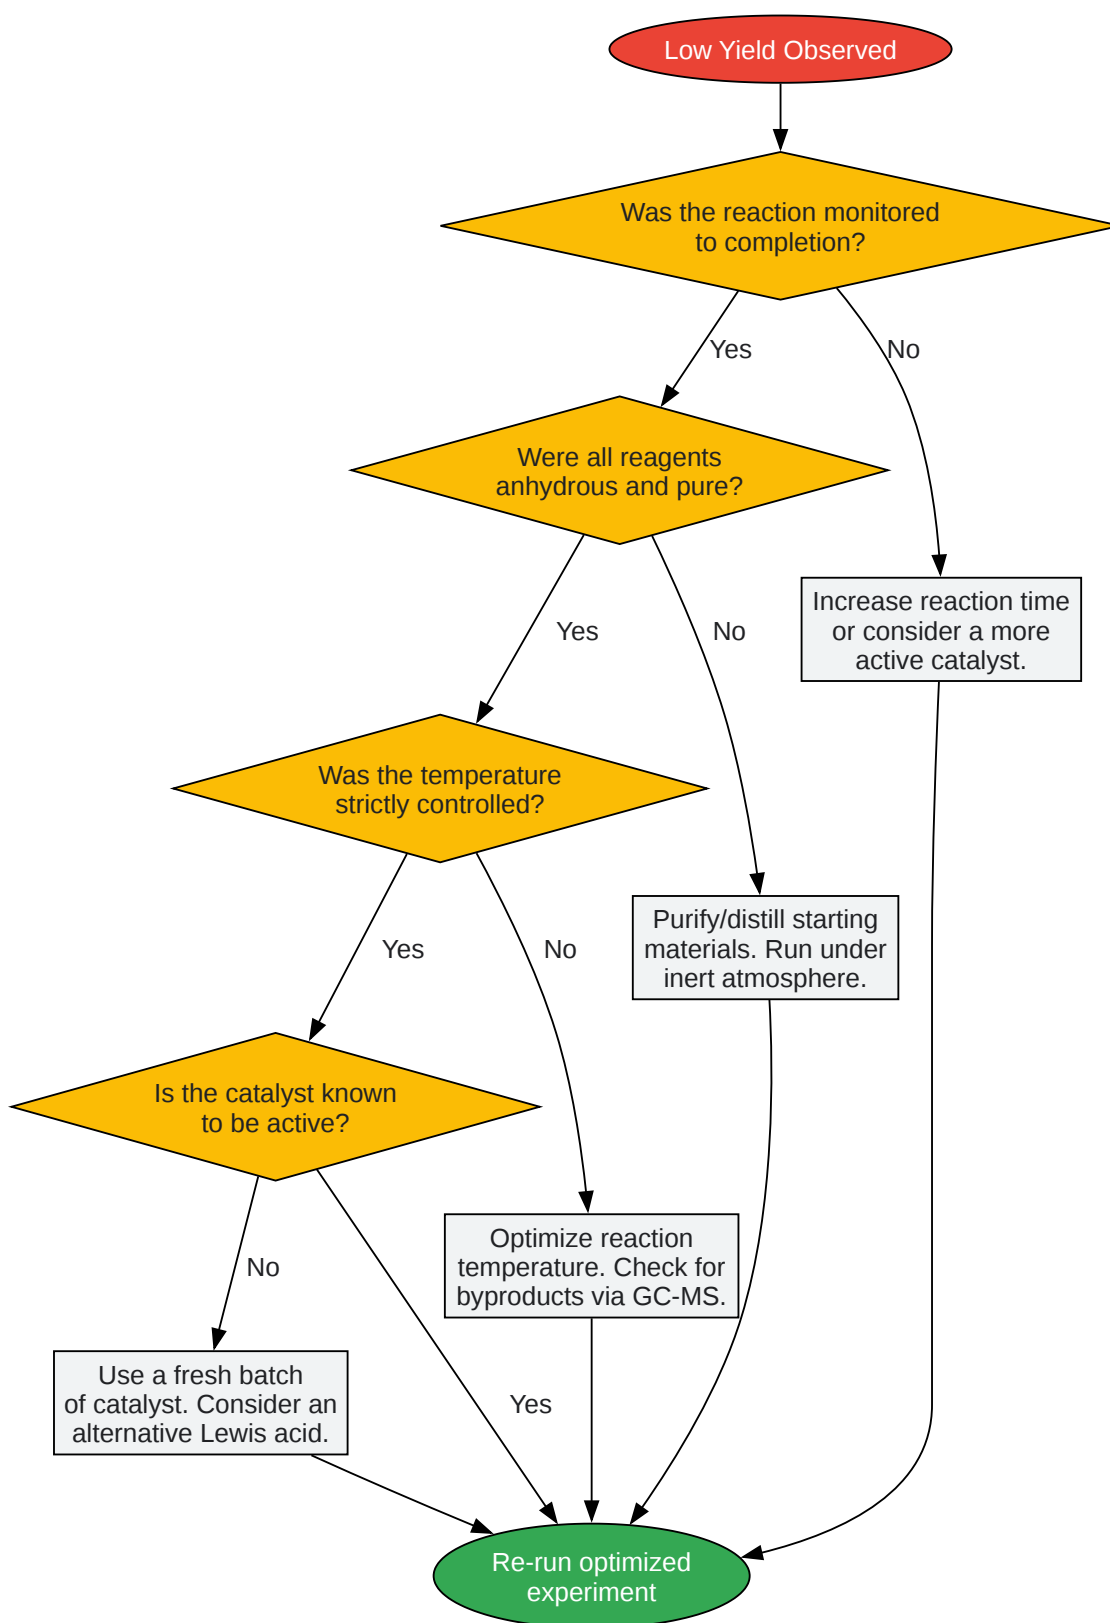 Low Yield Observed
Was the reaction monitored
to completion?
Yes
No
Were all reagents
anhydrous and pure?
Increase reaction time
or consider a more
active catalyst.
Yes
No
Was the temperature
strictly controlled?
Purify/distill starting
materials. Run under
inert atmosphere.
Yes
No
Is the catalyst known
to be active?
Optimize reaction
temperature. Check for
byproducts via GC-MS.
No
Use a fresh batch
of catalyst. Consider an
alternative Lewis acid.
Yes
Re-run optimized
experiment